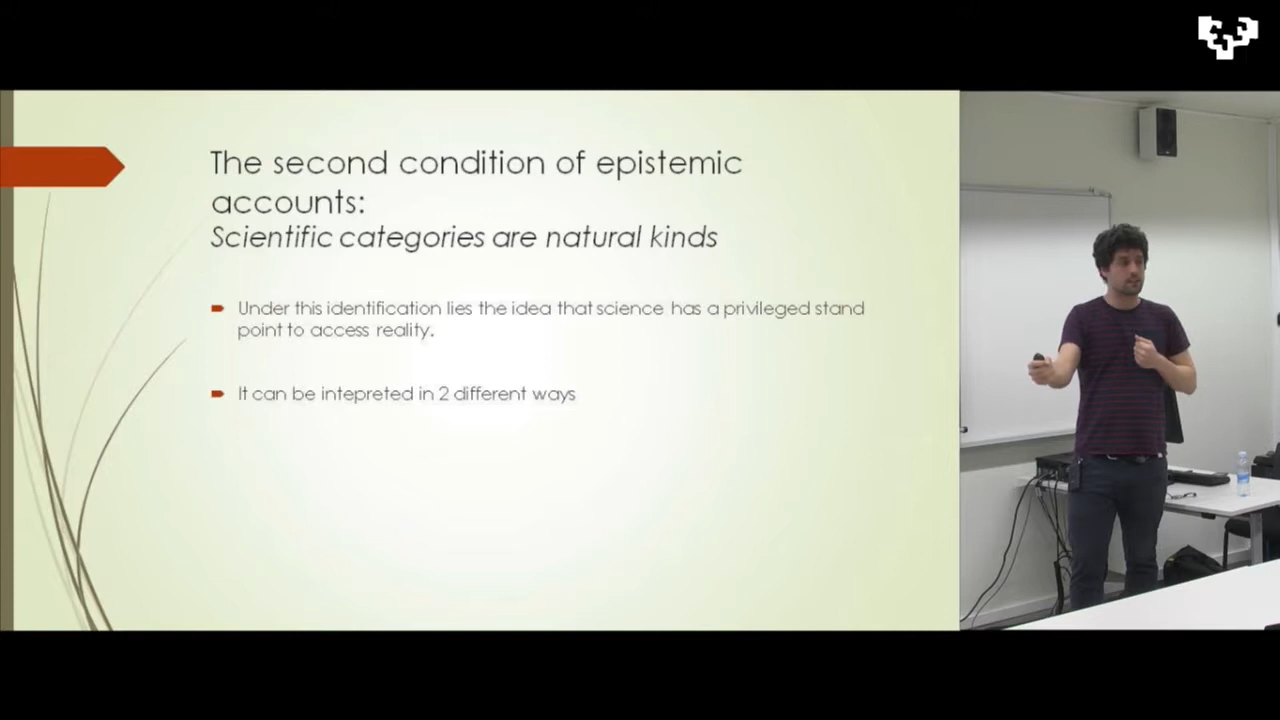 The second condition of epistemic
accounts:
Scientific categories are natural kinds
Under this identification lies the idea that science has a privileged stand
point to access reality.
It can be intepreted in 2 different ways